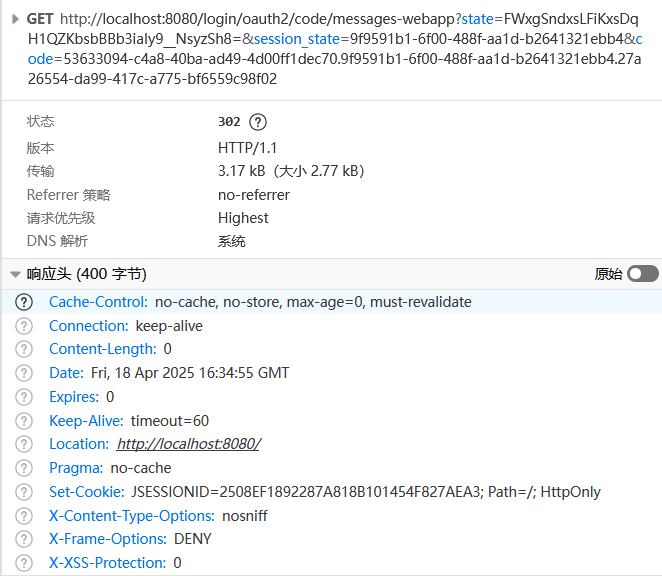 GET http://localhost:8080/login/oauth2/code/messages-webapp?state=FWxgSndxsLFiKxsDq
H1QZKbsbBBb3iaIy9__NsyzSh8=&session_state=9f9591b1-6f00-488f-aa1d-b2641321ebb4&c
ode=53633094-c4a8-40ba-ad49-4d00ff1dec70.9f9591b1-6f00-488f-aa1d-b2641321ebb4.27a
26554-da99-417c-a775-bf6559c98f02
状态 302
版本 HTTP/1.1
传输 3.17 kB（大小 2.77 kB）
Referrer 策略 no-referrer
请求优先级 Highest
DNS 解析 系统
响应头 (400 字节) 原始
Cache-Control: no-cache, no-store, max-age=0, must-revalidate
Connection: keep-alive
Content-Length: 0
Date: Fri, 18 Apr 2025 16:34:55 GMT
Expires: 0
Keep-Alive: timeout=60
Location: http://localhost:8080/
Pragma: no-cache
Set-Cookie: JSESSIONID=2508EF1892287A818B101454F827AEA3; Path=/; HttpOnly
X-Content-Type-Options: nosniff
X-Frame-Options: DENY
X-XSS-Protection: 0